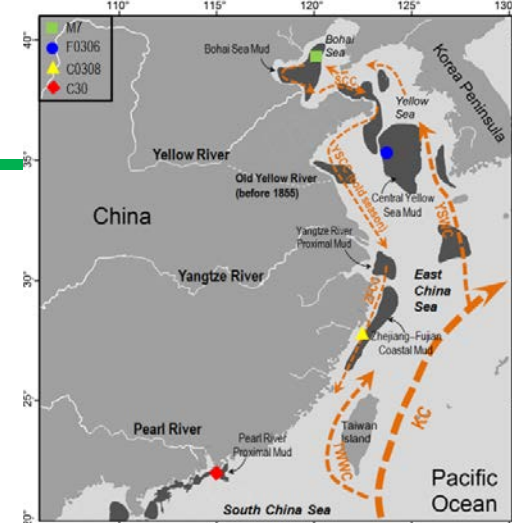 110° 115° 120° 125° 130°
M7
F0306
C0308
C30
40°
Bohai Sea Mud
Bohai
Sea
Korea Peninsula
Yellow
Sea
Yellow River
35°
Old Yellow River
(before 1855)
Central Yellow
Sea Mud
YSWC
China
Yangtze River
Proximal Mud
Yangtze River
30°
East
China
Sea
Zhejiang-Fujian
Coastal Mud
25°
Pearl River
Pearl River
Proximal Mud
Taiwan
Island
KC
TWWC
Pacific
Ocean
South China Sea
20°